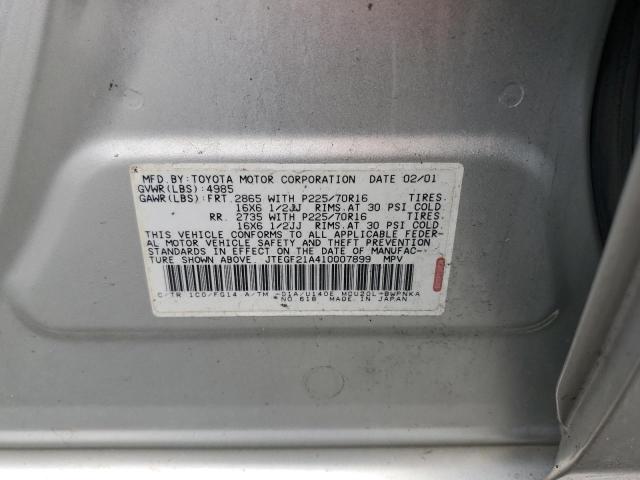 MFD.BY:TOYOTA MOTOR CORPORATION DATE 02/01
GVWR(LBS):4985
GAWR(LBS):FRT. 2865 WITH P225/70R16 TIRES.
16X6 1/2JJ RIMS.AT 30 PSI COLD.
RR. 2735 WITH P225/70R16 TIRES.
16X6 1/2JJ RIMS.AT 30 PSI COLD.
THIS VEHICLE CONFORMS TO ALL APPLICABLE FEDER-
AL MOTOR VEHICLE SAFETY AND THEFT PREVENTION
STANDARDS IN EFFECT ON THE DATE OF MANUFAC-
TURE SHOWN ABOVE. JTEGF21A410007899 MPV
C/TR 1C0/FG14 A/TM -01A/U140E MCU20L-BWPNKA
NO 618 MADE IN JAPAN